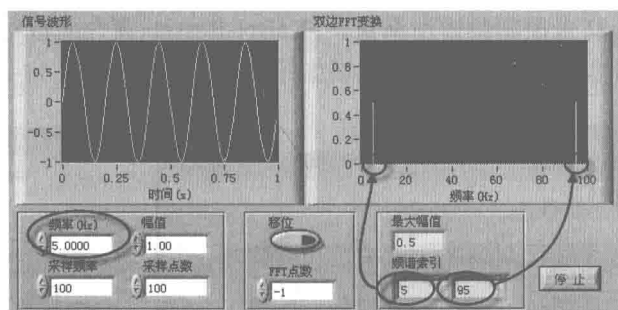 信号波形
1
0.5
0
-0.5
-1
0 0.25 0.5 0.75 1
时间(s)
双边FFT变换
1
0.8
0.6
0.4
0.2
0
0 20 40 60 80 100
频率(Hz)
频率(Hz) 幅值
5.0000 1.00
采样频率 采样点数
100 100
移位
FFT点数
-1
最大幅值
0.5
频谱索引
5 95
停止